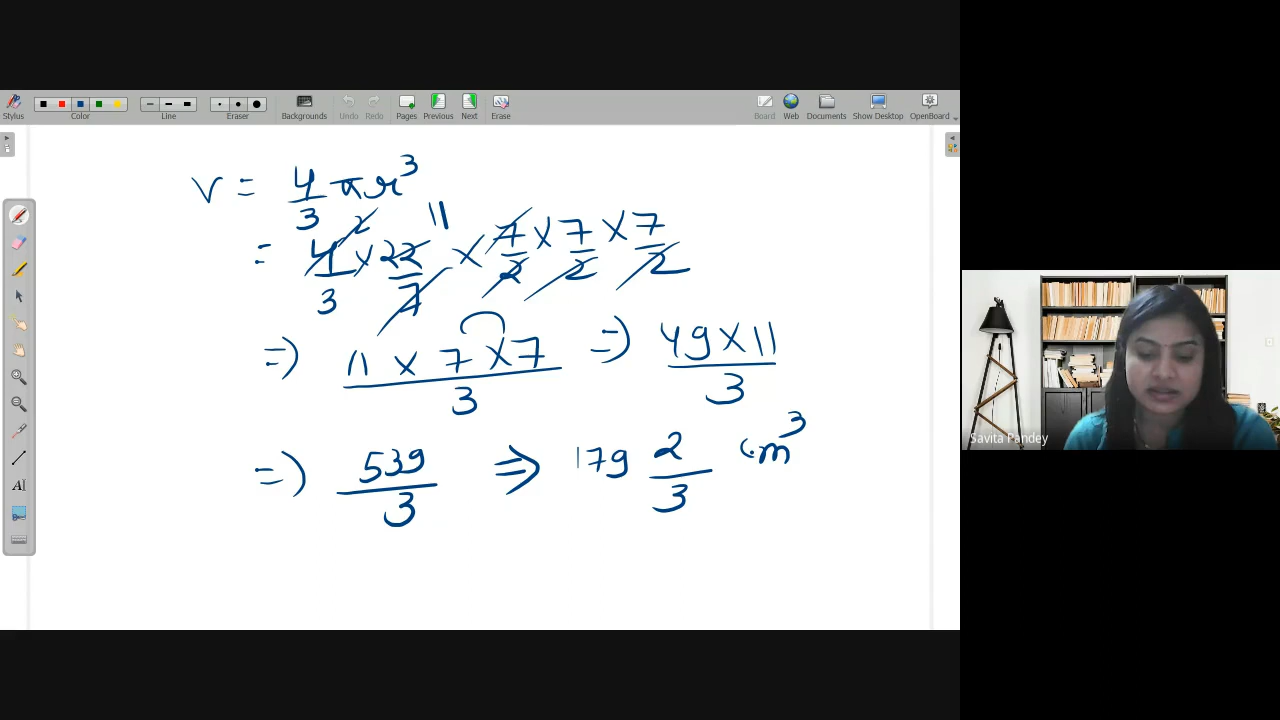 Stylus Color Line Eraser Backgrounds Undo Redo Pages Previous Next Erase Board Web Documents Show Desktop OpenBoard
V = 4/3 πr³
= 4/3 × 22/7 × 7/2 × 7/2 × 7/2
2 11
=) 11 × 7 × 7 / 3 =) 49 × 11 / 3
=) 539/3 ⇒ 179 2/3 cm³
Savita Pandey